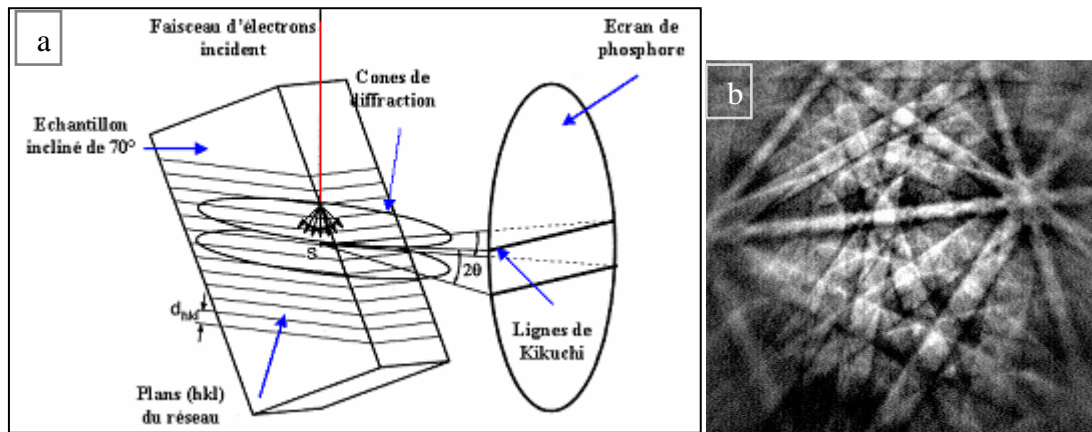 a
Faisceau d'électrons
incident
Ecran de
phosphore
Cones de
diffraction
Echantillon
incliné de 70°
S
2θ
d_hkl
Lignes de
Kikuchi
Plans (hkl)
du réseau
b